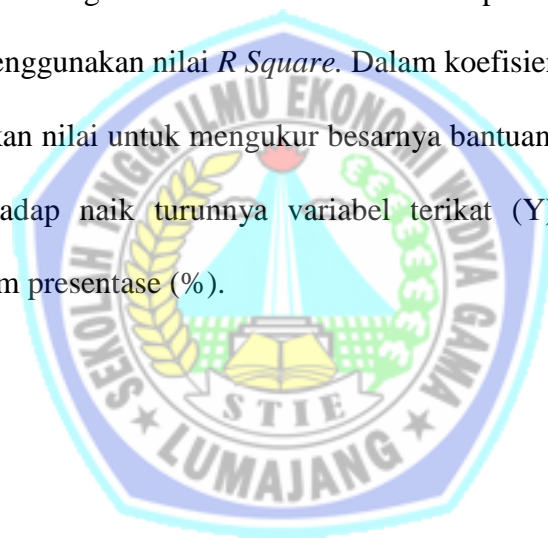 enggunakan nilai R Square. Dalam koefisien
kan nilai untuk mengukur besarnya bantuan
adap naik turunnya variabel terikat (Y)
m presentase (%).
SEKOLAH TINGGI ILMU EKONOMI WIDYA GAMA
STIE
LUMAJANG